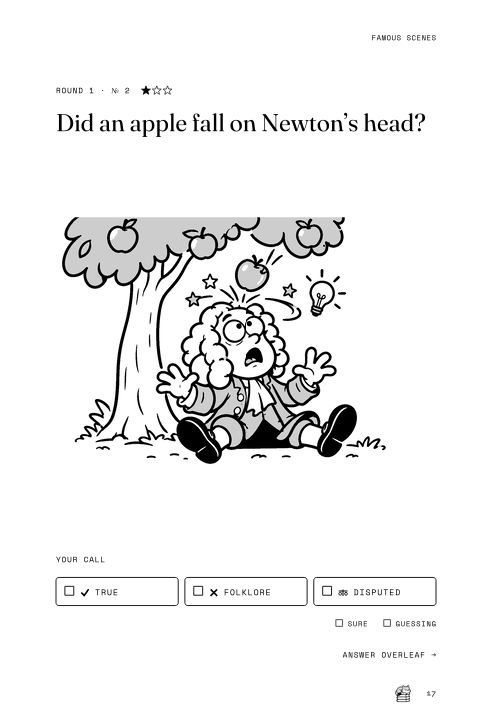 FAMOUS SCENES
ROUND 1 · № 2 ★☆☆
Did an apple fall on Newton’s head?
YOUR CALL
☐ ✔ TRUE
☐ ✖ FOLKLORE
☐ DISPUTED
☐ SURE ☐ GUESSING
ANSWER OVERLEAF →
17